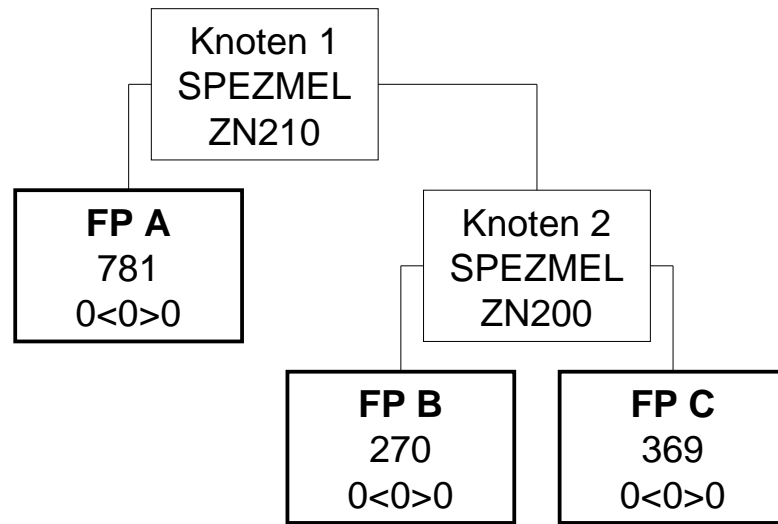 Knoten 1
SPEZMEL
ZN210
FP A
781
0<0>0
Knoten 2
SPEZMEL
ZN200
FP B
270
0<0>0
FP C
369
0<0>0